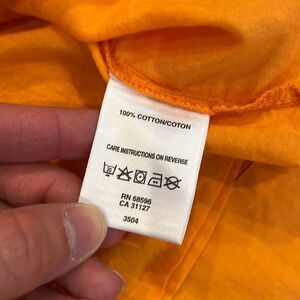 100% COTTON/COTON
CARE INSTRUCTIONS ON REVERSE
RN 68596
CA 31127
3504